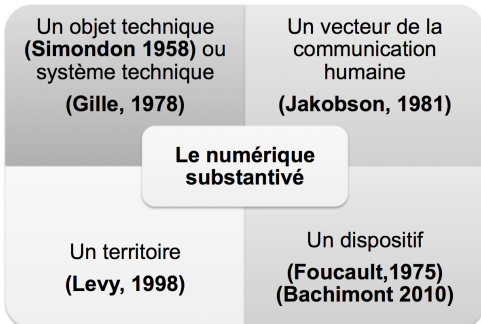 Un objet technique
(Simondon 1958) ou
système technique
(Gille, 1978)
Un vecteur de la
communication
humaine
(Jakobson, 1981)
Le numérique
substantivé
Un territoire
(Levy, 1998)
Un dispositif
(Foucault,1975)
(Bachimont 2010)